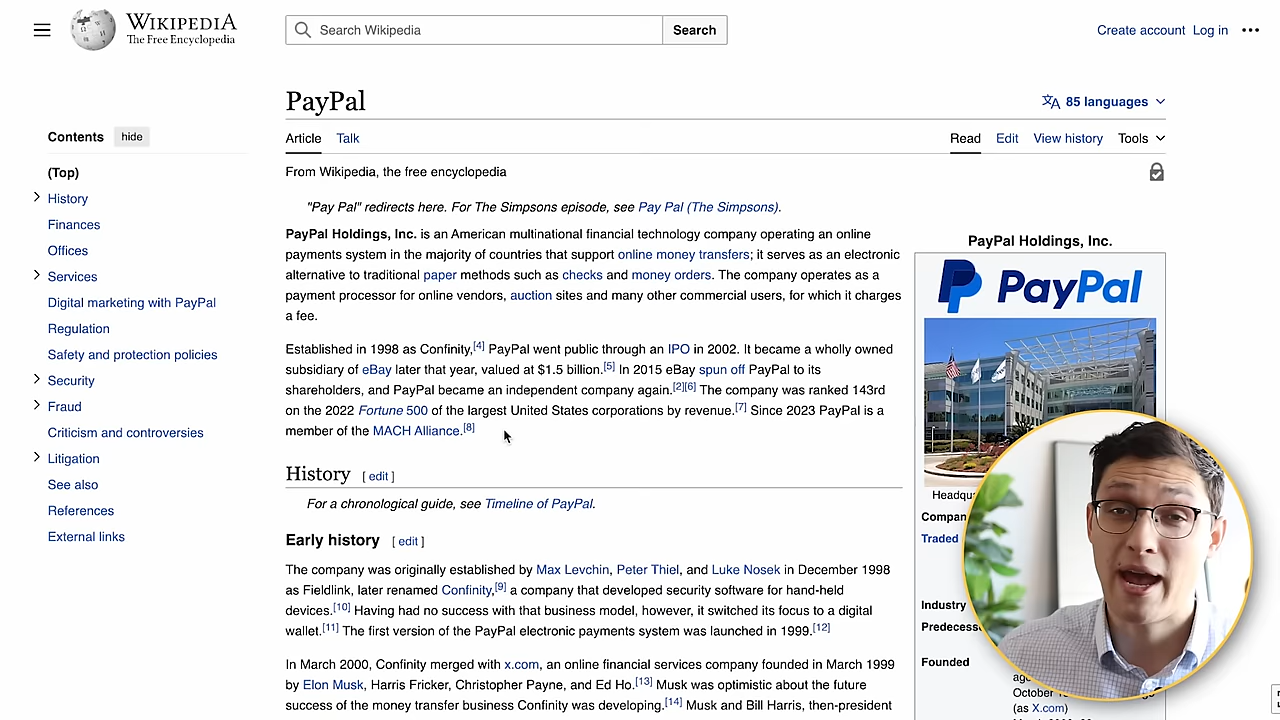 WIKIPEDIA
The Free Encyclopedia
Search Wikipedia
Search
Create account Log in
PayPal
85 languages
Article Talk
Read Edit View history Tools
From Wikipedia, the free encyclopedia
Contents hide
(Top)
History
Finances
Offices
Services
Digital marketing with PayPal
Regulation
Safety and protection policies
Security
Fraud
Criticism and controversies
Litigation
See also
References
External links
"Pay Pal" redirects here. For The Simpsons episode, see Pay Pal (The Simpsons).
PayPal Holdings, Inc. is an American multinational financial technology company operating an online
payments system in the majority of countries that support online money transfers; it serves as an electronic
alternative to traditional paper methods such as checks and money orders. The company operates as a
payment processor for online vendors, auction sites and many other commercial users, for which it charges
a fee.
Established in 1998 as Confinity,[4] PayPal went public through an IPO in 2002. It became a wholly owned
subsidiary of eBay later that year, valued at $1.5 billion.[5] In 2015 eBay spun off PayPal to its
shareholders, and PayPal became an independent company again.[2][6] The company was ranked 143rd
on the 2022 Fortune 500 of the largest United States corporations by revenue.[7] Since 2023 PayPal is a
member of the MACH Alliance.[8]
History [ edit ]
For a chronological guide, see Timeline of PayPal.
Early history [ edit ]
The company was originally established by Max Levchin, Peter Thiel, and Luke Nosek in December 1998
as Fieldlink, later renamed Confinity,[9] a company that developed security software for hand-held
devices.[10] Having had no success with that business model, however, it switched its focus to a digital
wallet.[11] The first version of the PayPal electronic payments system was launched in 1999.[12]
In March 2000, Confinity merged with x.com, an online financial services company founded in March 1999
by Elon Musk, Harris Fricker, Christopher Payne, and Ed Ho.[13] Musk was optimistic about the future
success of the money transfer business Confinity was developing.[14] Musk and Bill Harris, then-president
PayPal Holdings, Inc.
PayPal
Headqua
Compan
Traded
Industry
Predecess
Founded
ago
October
(as X.com)